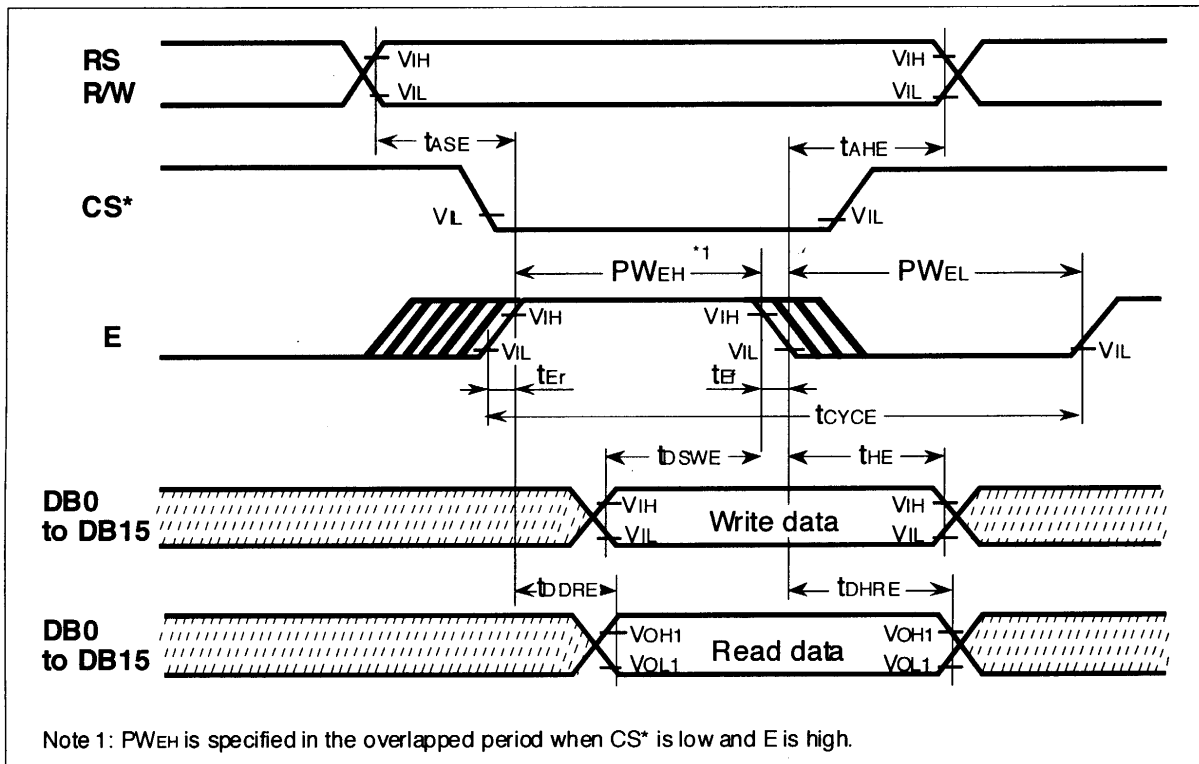 RS
R/W
VIH
VIL
VIH
VIL
tASE
tAHE
CS*
VIL
VIL
PWEH *1
PWEL
E
VIH
VIL
VIH
VIL
VIL
tEr
tEf
tCYCE
tDSWE
tHE
DB0
to DB15
VIH
VIL
Write data
VIH
VIL
tDDRE
tDHRE
DB0
to DB15
VOH1
VOL1
Read data
VOH1
VOL1
Note 1: PWEH is specified in the overlapped period when CS* is low and E is high.